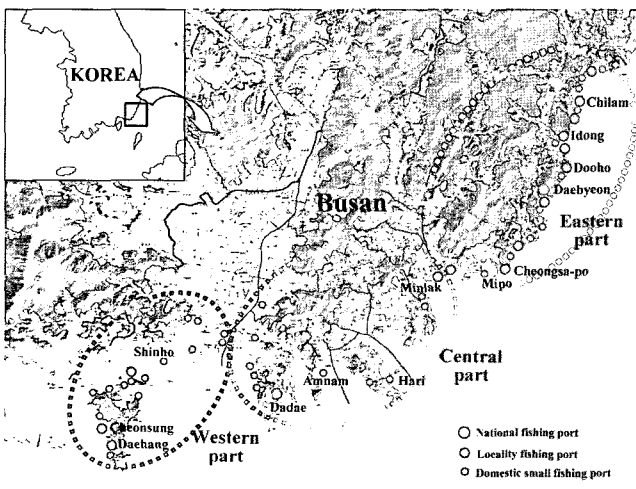 KOREA
Chilam
Idong
Dooho
Daebyeon
Busan
Eastern
part
Cheongsa-po
Minlak
Mipo
Shinho
Central
part
Amnam
Hari
Dadae
Western
part
Daehang
National fishing port
Locality fishing port
Domestic small fishing port